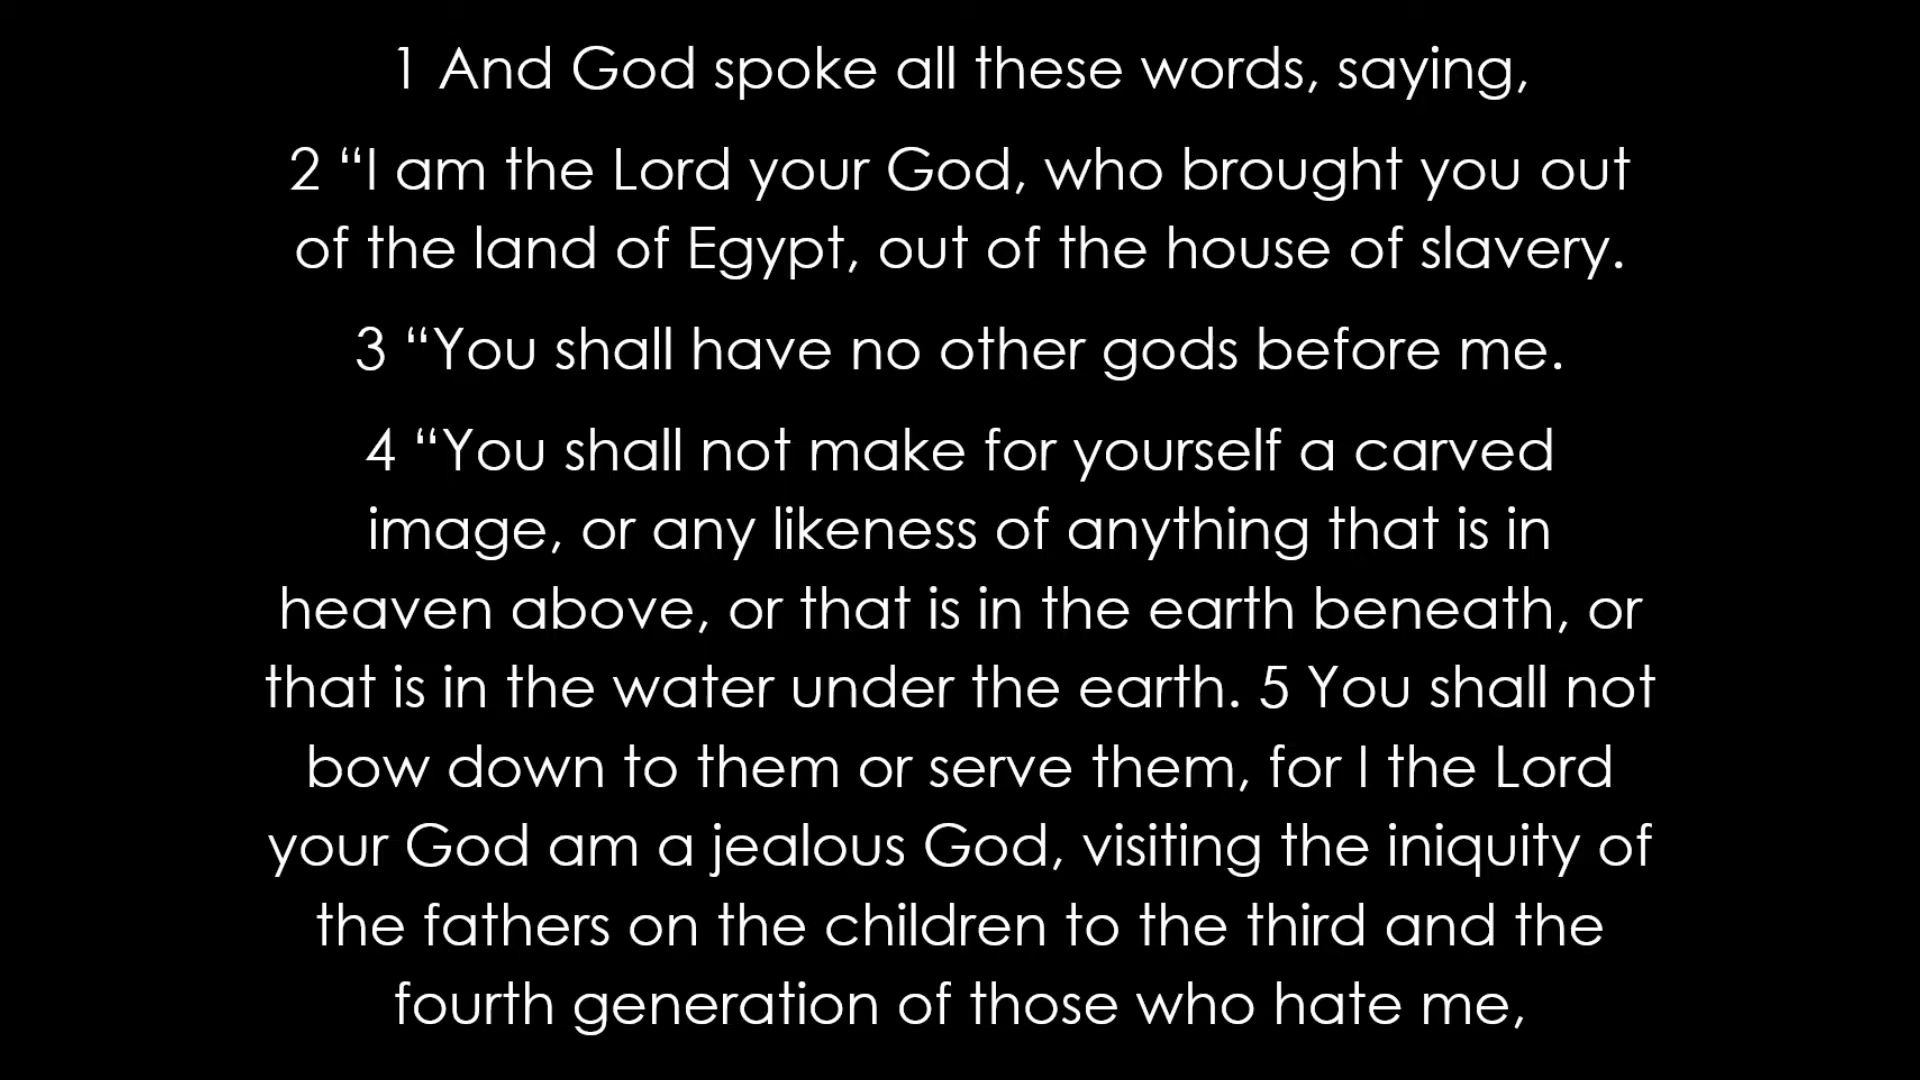 1 And God spoke all these words, saying,
2 “I am the Lord your God, who brought you out
of the land of Egypt, out of the house of slavery.
3 “You shall have no other gods before me.
4 “You shall not make for yourself a carved
image, or any likeness of anything that is in
heaven above, or that is in the earth beneath, or
that is in the water under the earth. 5 You shall not
bow down to them or serve them, for I the Lord
your God am a jealous God, visiting the iniquity of
the fathers on the children to the third and the
fourth generation of those who hate me,